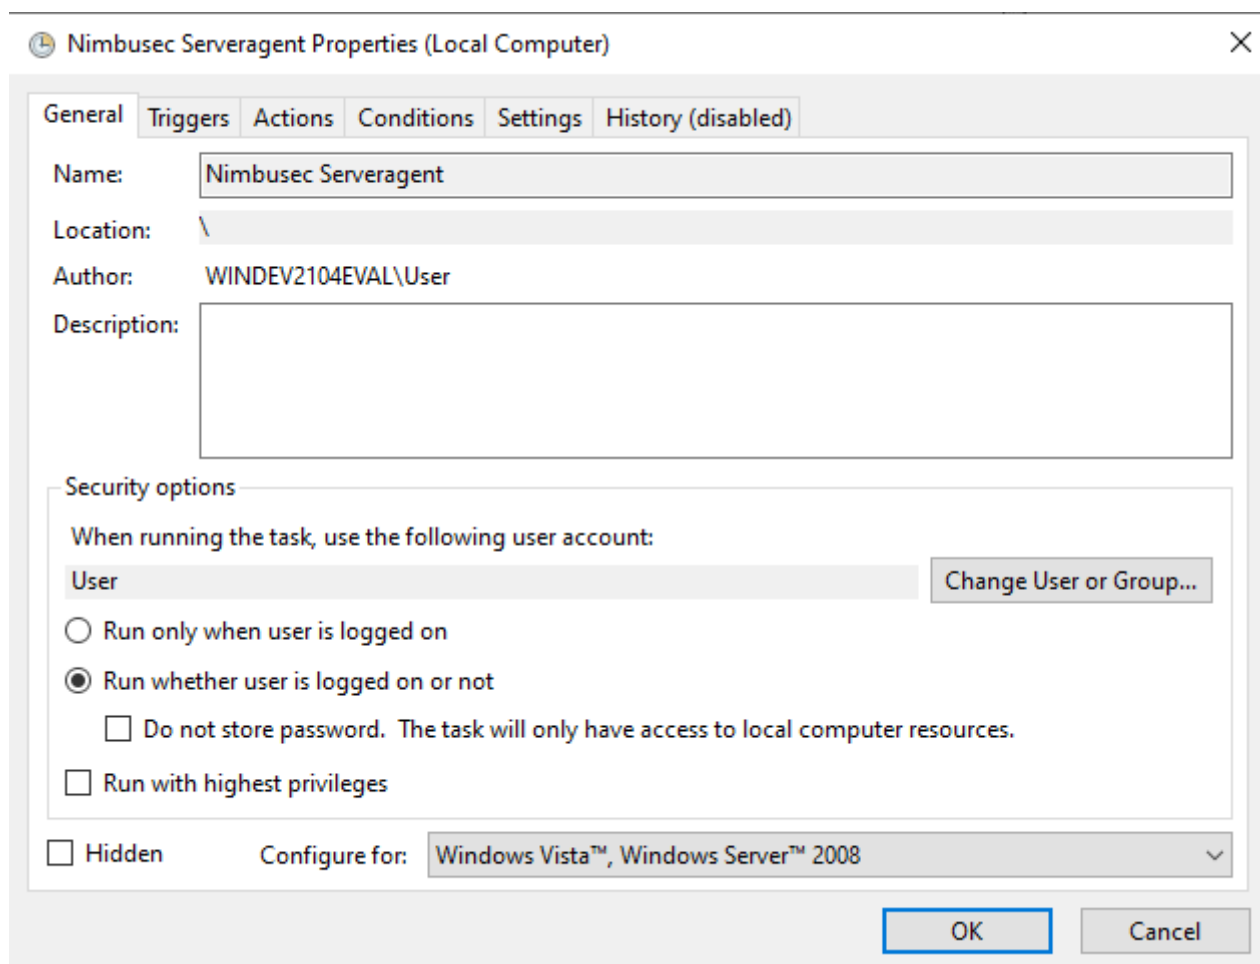 Nimbusec Serveragent Properties (Local Computer)
General Triggers Actions Conditions Settings History (disabled)
Name: Nimbusec Serveragent
Location: \
Author: WINDEV2104EVAL\User
Description:
Security options
When running the task, use the following user account:
User Change User or Group...
Run only when user is logged on
Run whether user is logged on or not
Do not store password. The task will only have access to local computer resources.
Run with highest privileges
Hidden Configure for: Windows Vista™, Windows Server™ 2008
OK Cancel